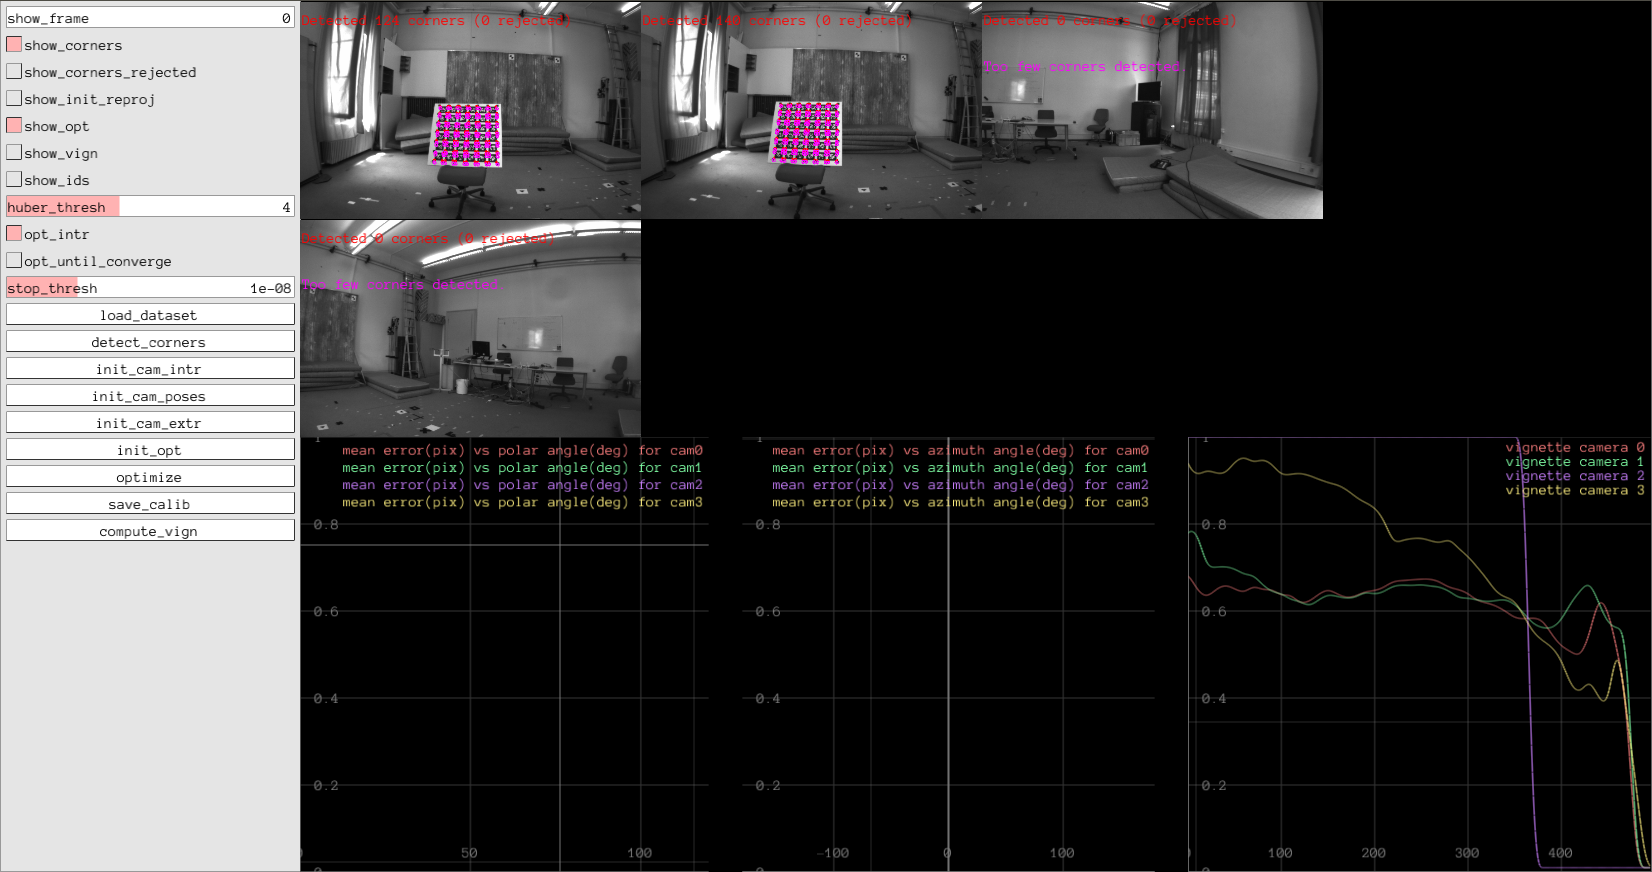 show_frame 0
show_corners
show_corners_rejected
show_init_reproj
show_opt
show_vign
show_ids
huber_thresh 4
opt_intr
opt_until_converge
stop_thresh 1e-08
load_dataset
detect_corners
init_cam_intr
init_cam_poses
init_cam_extr
init_opt
optimize
save_calib
compute_vign
Detected 124 corners (0 rejected)
Detected 140 corners (0 rejected)
Detected 0 corners (0 rejected)
Too few corners detected
Detected 0 corners (0 rejected)
Too few corners detected
mean error(pix) vs polar angle(deg) for cam0
mean error(pix) vs polar angle(deg) for cam1
mean error(pix) vs polar angle(deg) for cam2
mean error(pix) vs polar angle(deg) for cam3
1
0.8
0.6
0.4
0.2
50 100
mean error(pix) vs azimuth angle(deg) for cam0
mean error(pix) vs azimuth angle(deg) for cam1
mean error(pix) vs azimuth angle(deg) for cam2
mean error(pix) vs azimuth angle(deg) for cam3
1
0.8
0.6
0.4
0.2
-100 0 100
vignette camera 0
vignette camera 1
vignette camera 2
vignette camera 3
1
0.8
0.6
0.4
0.2
100 200 300 400